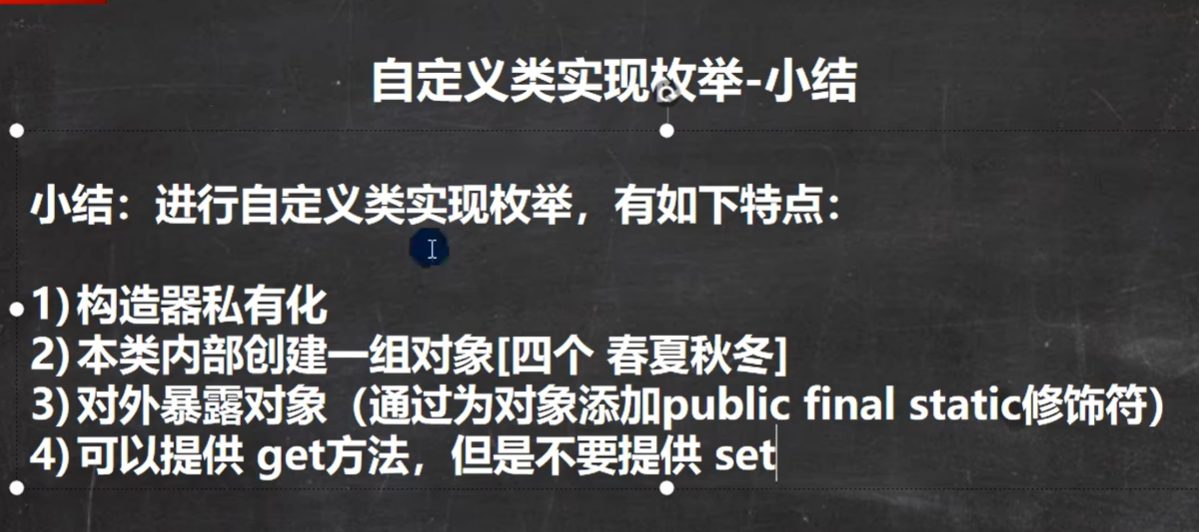 自定义类实现枚举-小结
小结：进行自定义类实现枚举，有如下特点：
1)构造器私有化
2)本类内部创建一组对象[四个 春夏秋冬]
3)对外暴露对象（通过为对象添加public final static修饰符）
4)可以提供 get方法，但是不要提供 set